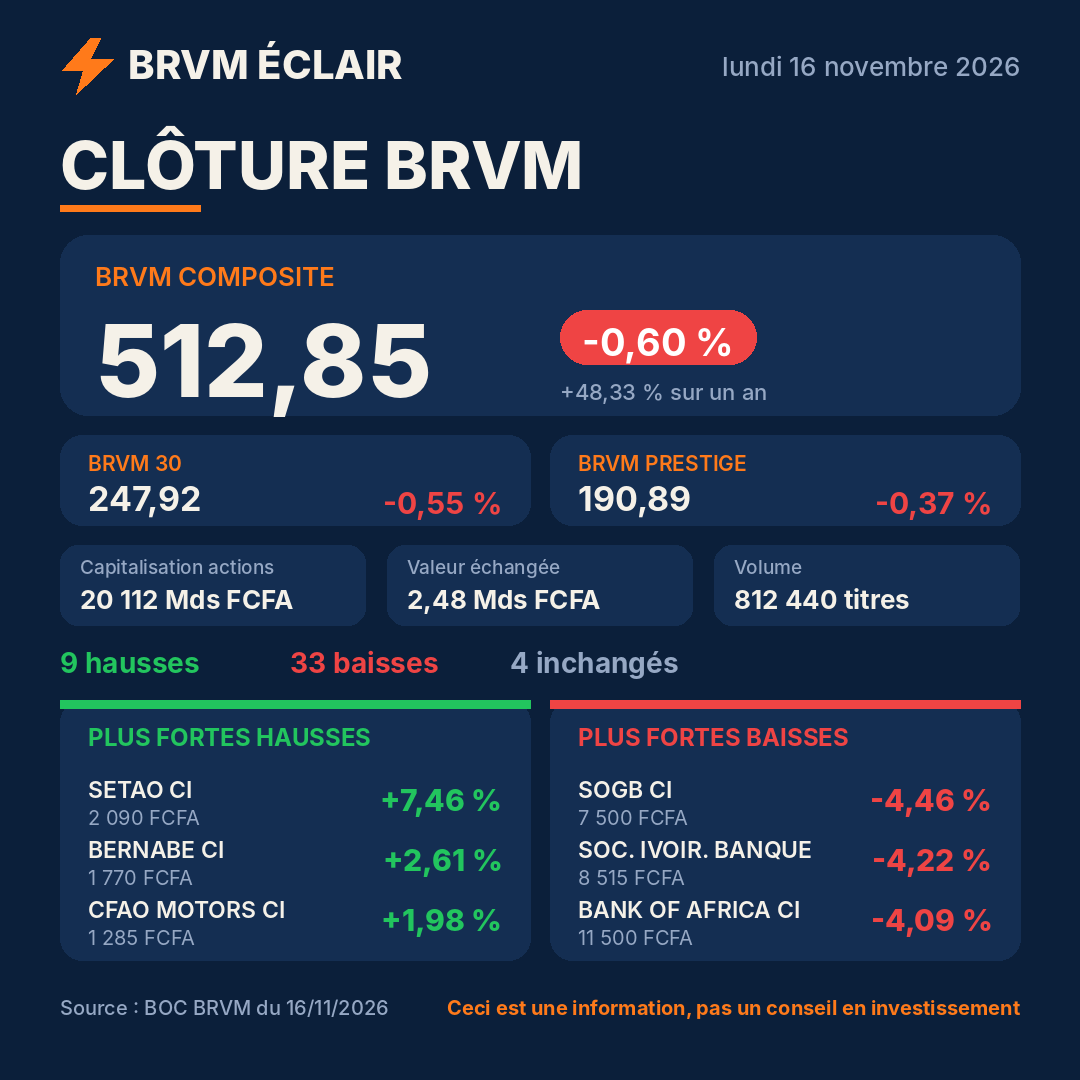 BRVM ÉCLAIR
lundi 16 novembre 2026
CLÔTURE BRVM
BRVM COMPOSITE
512,85
-0,60 %
+48,33 % sur un an
BRVM 30
247,92
-0,55 %
BRVM PRESTIGE
190,89
-0,37 %
Capitalisation actions
20 112 Mds FCFA
Valeur échangée
2,48 Mds FCFA
Volume
812 440 titres
9 hausses
33 baisses
4 inchangés
PLUS FORTES HAUSSES
SETAO CI
2 090 FCFA
+7,46 %
BERNABE CI
1 770 FCFA
+2,61 %
CFAO MOTORS CI
1 285 FCFA
+1,98 %
PLUS FORTES BAISSES
SOGB CI
7 500 FCFA
-4,46 %
SOC. IVOIR. BANQUE
8 515 FCFA
-4,22 %
BANK OF AFRICA CI
11 500 FCFA
-4,09 %
Source : BOC BRVM du 16/11/2026
Ceci est une information, pas un conseil en investissement